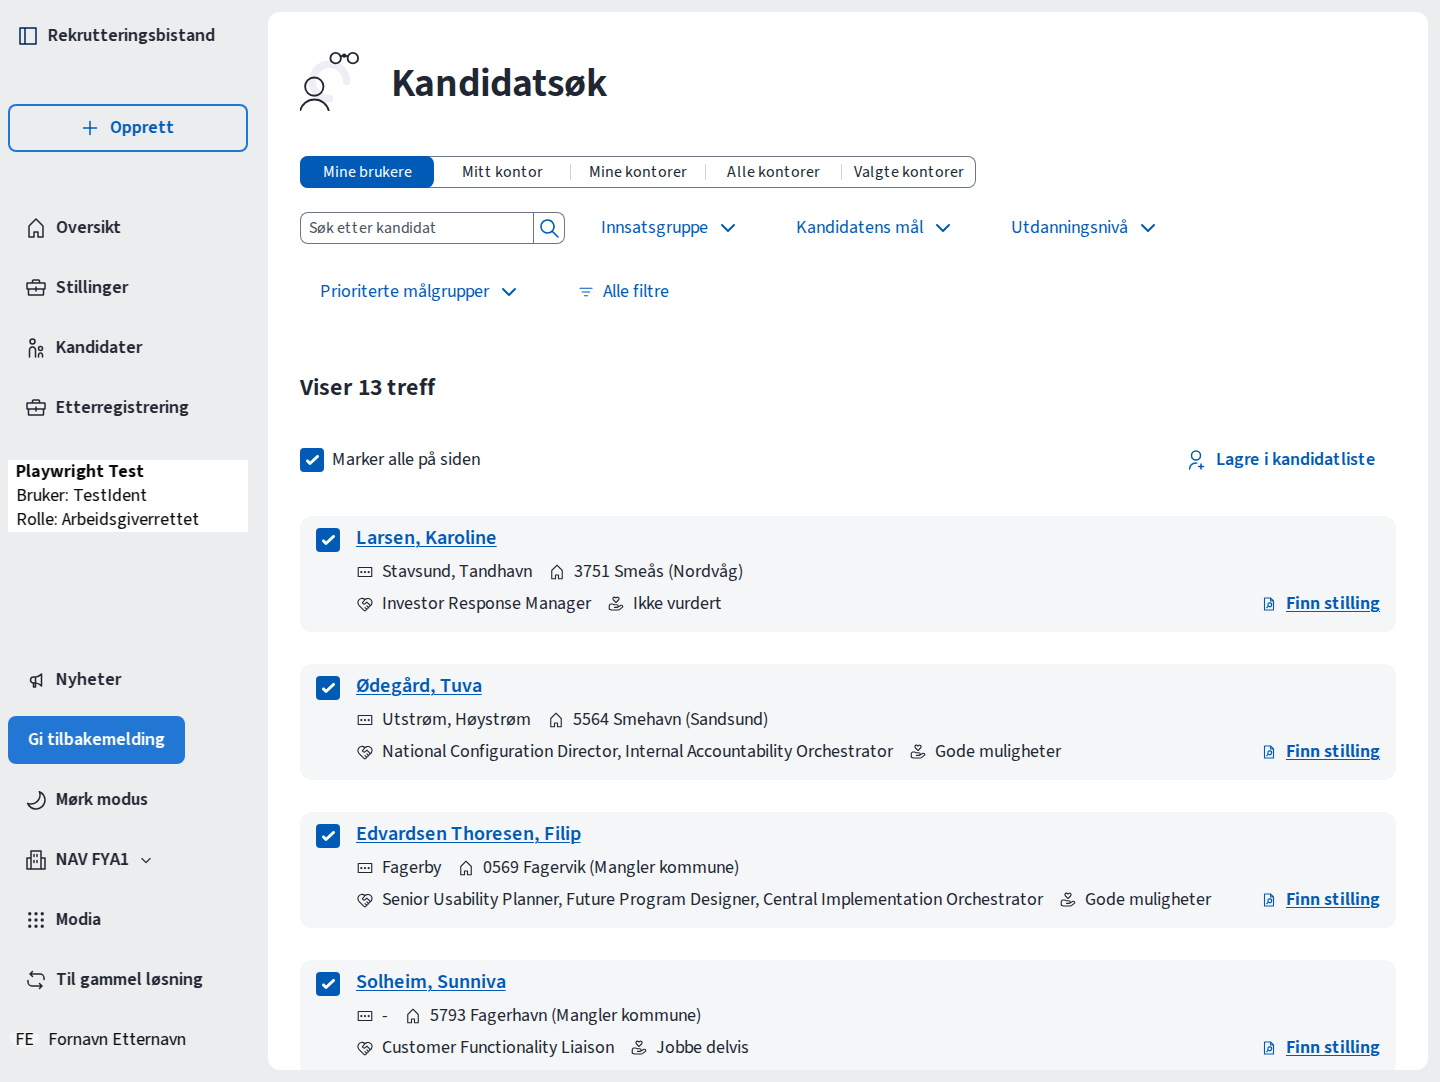 Rekrutteringsbistand
Opprett
Oversikt
Stillinger
Kandidater
Etterregistrering
Playwright Test
Bruker: TestIdent
Rolle: Arbeidsgiverrettet
Nyheter
Gi tilbakemelding
Mørk modus
NAV FYA1
Modia
Til gammel løsning
FE Fornavn Etternavn
Kandidatsøk
Mine brukere Mitt kontor Mine kontorer Alle kontorer Valgte kontorer
Søk etter kandidat Innsatsgruppe Kandidatens mål Utdanningsnivå
Prioriterte målgrupper Alle filtre
Viser 13 treff
Marker alle på siden Lagre i kandidatliste
Larsen, Karoline
Stavsund, Tandhavn 3751 Smeås (Nordvåg)
Investor Response Manager Ikke vurdert Finn stilling
Ødegård, Tuva
Utstrøm, Høystrøm 5564 Smehavn (Sandsund)
National Configuration Director, Internal Accountability Orchestrator Gode muligheter Finn stilling
Edvardsen Thoresen, Filip
Fagerby 0569 Fagervik (Mangler kommune)
Senior Usability Planner, Future Program Designer, Central Implementation Orchestrator Gode muligheter Finn stilling
Solheim, Sunniva
- 5793 Fagerhavn (Mangler kommune)
Customer Functionality Liaison Jobbe delvis Finn stilling